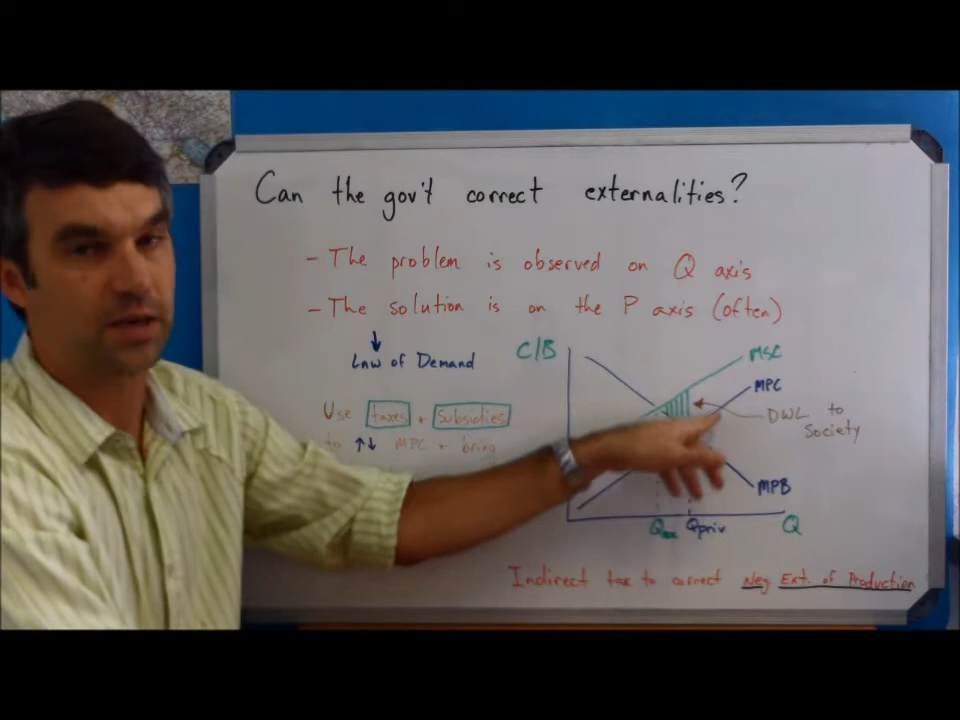 Can the gov't correct externalities?
- The problem is observed on Q axis
- The solution is on the P axis (often)
Law of Demand
C/B
MSC
MPC
Use taxes + Subsidies
DWL to
Society
to ↑↓ MPC + bring
MPB
Qpriv
Q
Indirect tax to correct Neg Ext. of Production